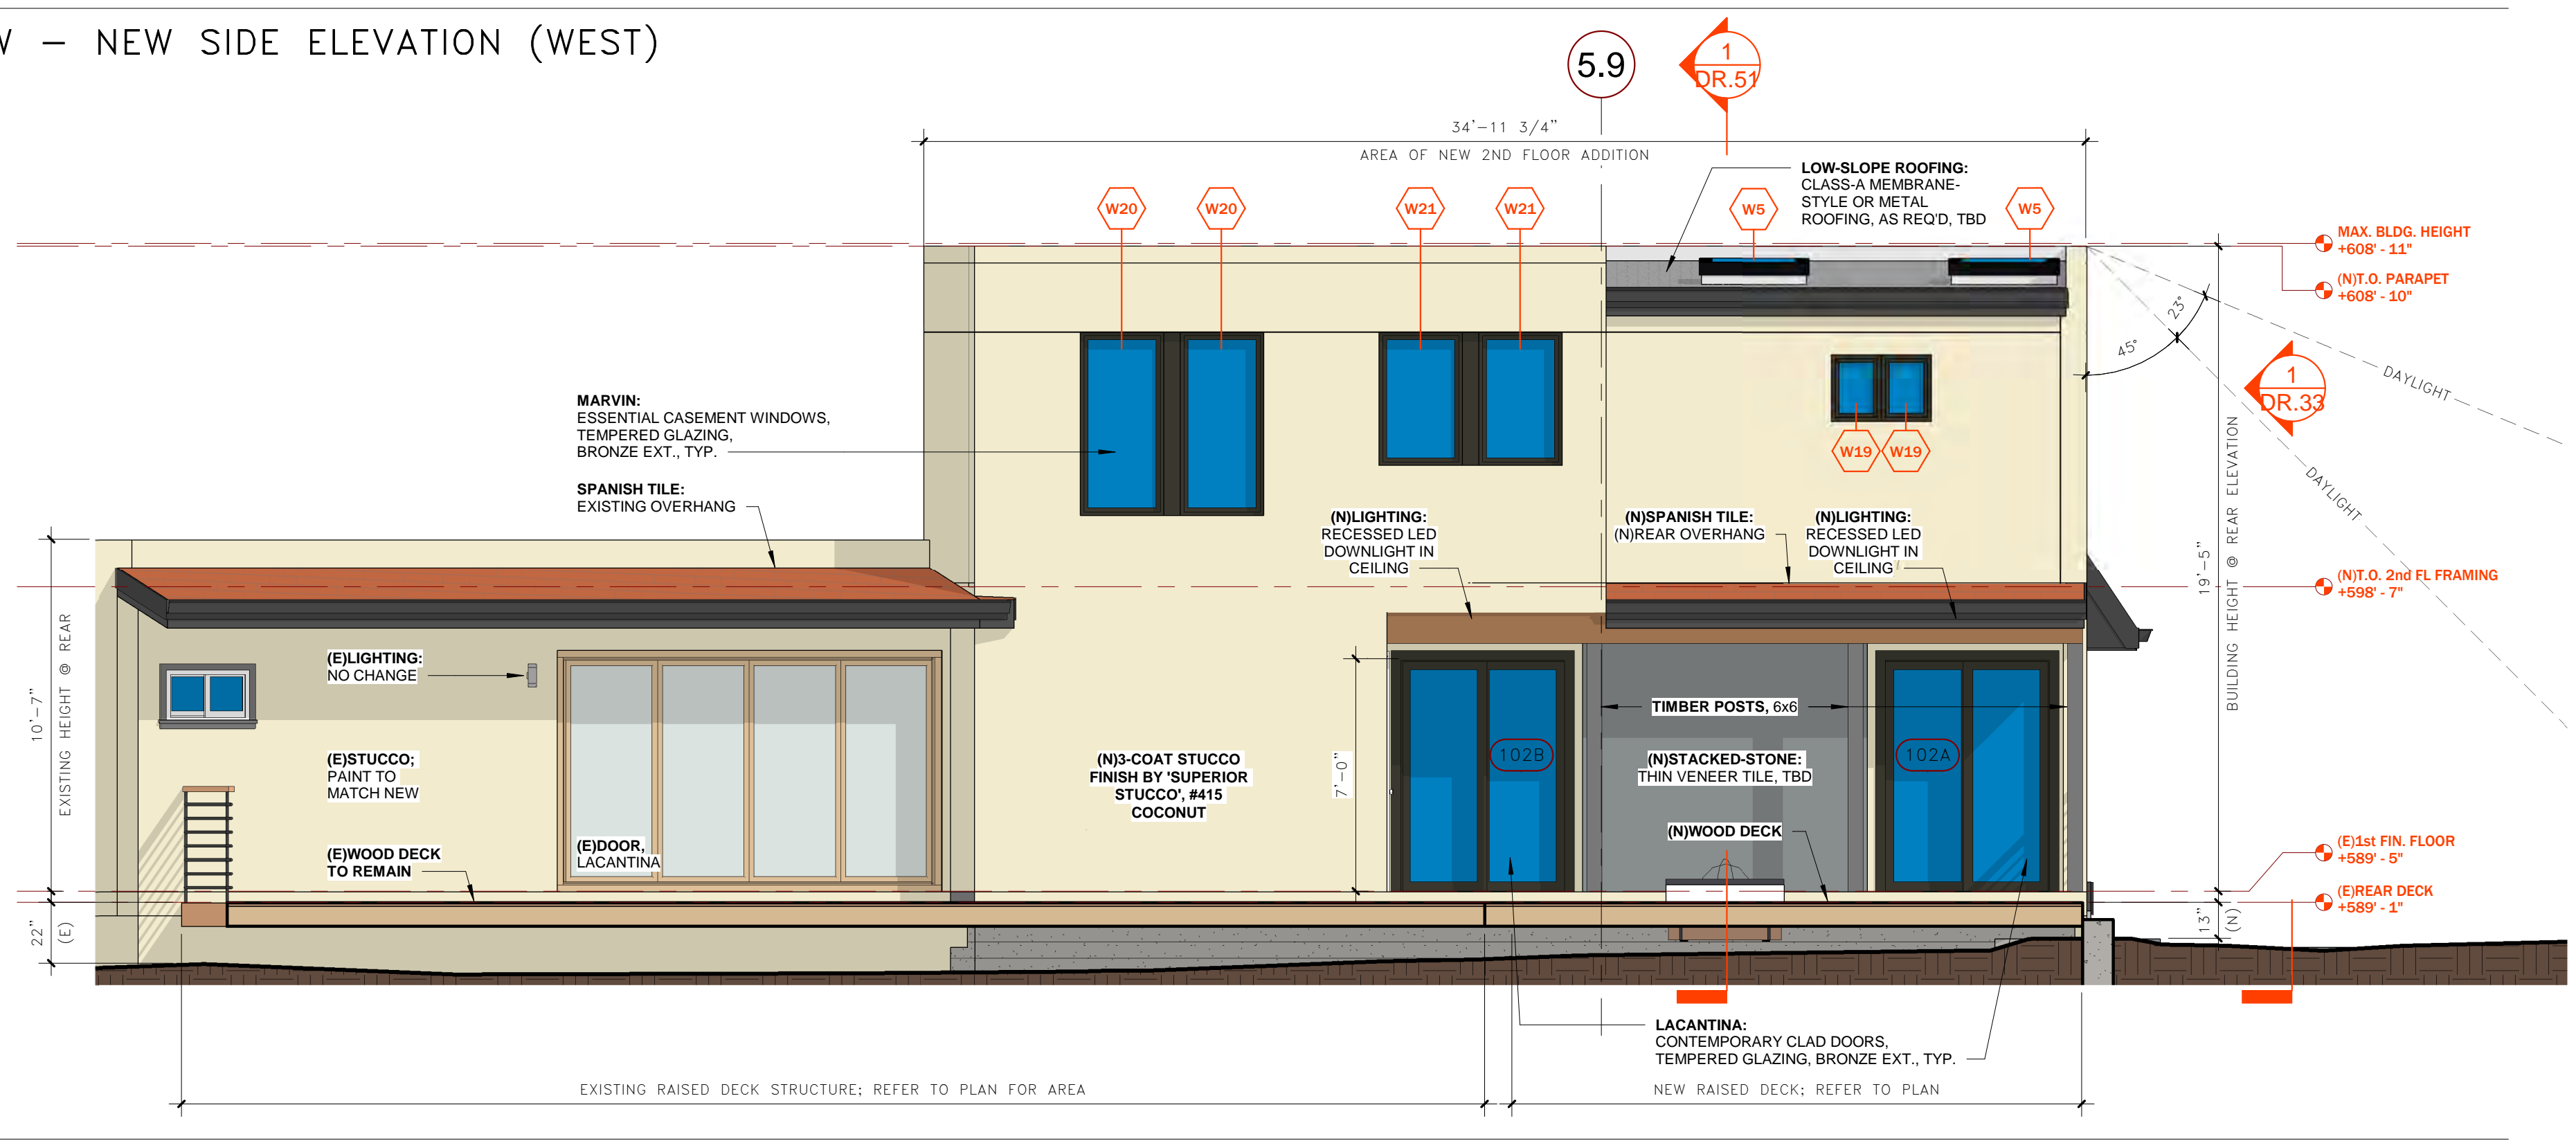 W – NEW SIDE ELEVATION (WEST)
5.9
1
DR.51
34'-11 3/4"
AREA OF NEW 2ND FLOOR ADDITION
LOW-SLOPE ROOFING:
CLASS-A MEMBRANE-
STYLE OR METAL
ROOFING, AS REQ'D, TBD
W20
W20
W21
W21
W5
W5
MAX. BLDG. HEIGHT
+608' - 11"
(N)T.O. PARAPET
+608' - 10"
23°
45°
DAYLIGHT
DAYLIGHT
1
DR.33
MARVIN:
ESSENTIAL CASEMENT WINDOWS,
TEMPERED GLAZING,
BRONZE EXT., TYP.
SPANISH TILE:
EXISTING OVERHANG
W19
W19
(N)LIGHTING:
RECESSED LED
DOWNLIGHT IN
CEILING
(N)SPANISH TILE:
(N)REAR OVERHANG
(N)LIGHTING:
RECESSED LED
DOWNLIGHT IN
CEILING
19'-5"
BUILDING HEIGHT @ REAR ELEVATION
(N)T.O. 2nd FL FRAMING
+598' - 7"
10'-7"
EXISTING HEIGHT @ REAR
(E)LIGHTING:
NO CHANGE
(E)STUCCO;
PAINT TO
MATCH NEW
(E)WOOD DECK
TO REMAIN
(E)DOOR,
LACANTINA
(N)3-COAT STUCCO
FINISH BY 'SUPERIOR
STUCCO', #415
COCONUT
7'-0"
102B
TIMBER POSTS, 6x6
(N)STACKED-STONE:
THIN VENEER TILE, TBD
102A
(N)WOOD DECK
(E)1st FIN. FLOOR
+589' - 5"
(E)REAR DECK
+589' - 1"
22"
(E)
13"
(N)
LACANTINA:
CONTEMPORARY CLAD DOORS,
TEMPERED GLAZING, BRONZE EXT., TYP.
EXISTING RAISED DECK STRUCTURE; REFER TO PLAN FOR AREA
NEW RAISED DECK; REFER TO PLAN